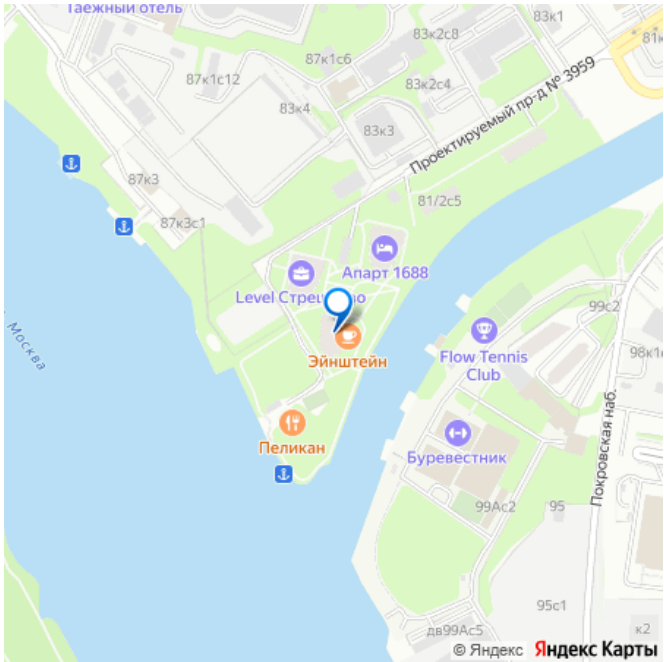 Таёжный отель
83к1
83к2с8
81к
87к1с6
87к1с12
83к2с4
83к4
83к3
Проектируемый пр-д № 3959
87к3
87к3с1
81/2с5
Апарт 1688
Level Стре
о
99с2
Москва
Эйнштейн
Flow Tennis
Club
98к1
Покровская наб.
Пеликан
Буревестник
99Ас2
95
95с1
дв99Ас5
к2
© Яндекс Яндекс Карты